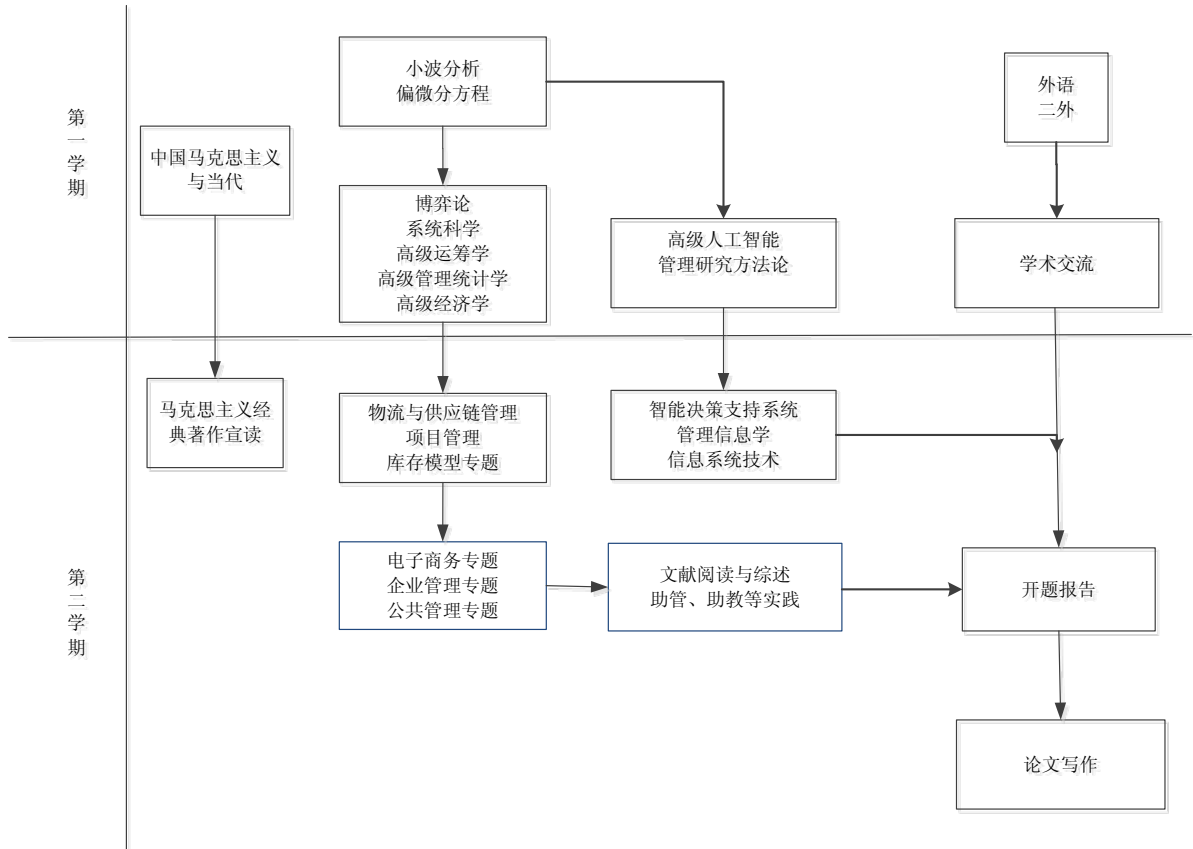 第一学期
中国马克思主义
与当代
小波分析
偏微分方程
博弈论
系统科学
高级运筹学
高级管理统计学
高级经济学
高级人工智能
管理研究方法论
外语
二外
学术交流
第二学期
马克思主义经
典著作宣读
物流与供应链管理
项目管理
库存模型专题
智能决策支持系统
管理信息学
信息系统技术
电子商务专题
企业管理专题
公共管理专题
文献阅读与综述
助管、助教等实践
开题报告
论文写作